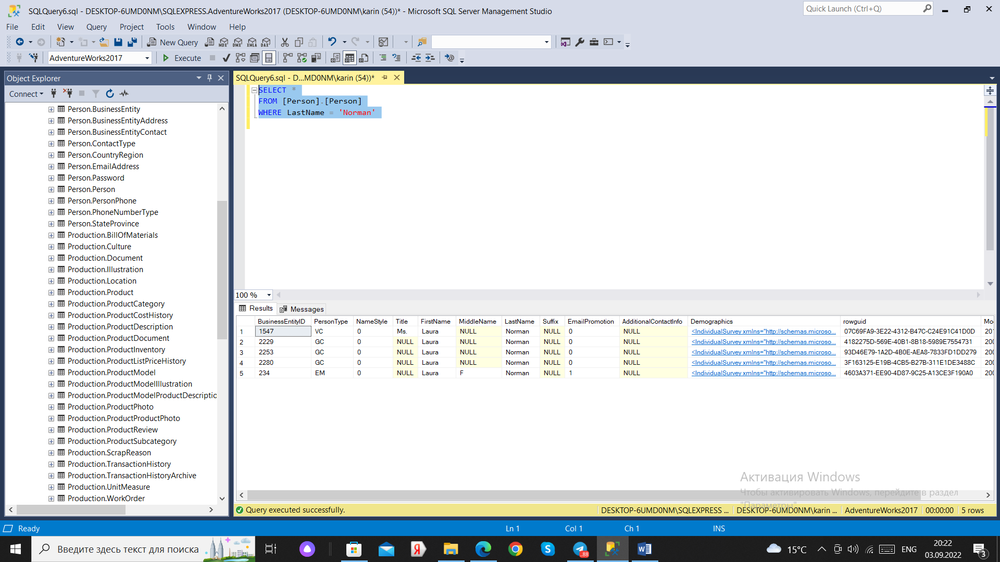 SQLQuery6.sql - DESKTOP-6UMD0NM\SQLEXPRESS.AdventureWorks2017 (DESKTOP-6UMD0NM\karin (54))* - Microsoft SQL Server Management Studio
Quick Launch (Ctrl+Q)
File Edit View Query Project Tools Window Help
New Query MDX DMX XMLA DAX
AdventureWorks2017 Execute
Object Explorer
Connect
Person.BusinessEntity
Person.BusinessEntityAddress
Person.BusinessEntityContact
Person.ContactType
Person.CountryRegion
Person.EmailAddress
Person.Password
Person.Person
Person.PersonPhone
Person.PhoneNumberType
Person.StateProvince
Production.BillOfMaterials
Production.Culture
Production.Document
Production.Illustration
Production.Location
Production.Product
Production.ProductCategory
Production.ProductCostHistory
Production.ProductDescription
Production.ProductDocument
Production.ProductInventory
Production.ProductListPriceHistory
Production.ProductModel
Production.ProductModelIllustration
Production.ProductModelProductDescriptio
Production.ProductPhoto
Production.ProductProductPhoto
Production.ProductReview
Production.ProductSubcategory
Production.ScrapReason
Production.TransactionHistory
Production.TransactionHistoryArchive
Production.UnitMeasure
Production.WorkOrder
SQLQuery6.sql - D...MD0NM\karin (54))*
SELECT *
FROM [Person].[Person]
WHERE LastName = 'Norman'
100 %
Results Messages
BusinessEntityID PersonType NameStyle Title FirstName MiddleName LastName Suffix EmailPromotion AdditionalContactInfo Demographics rowguid Mo
1 1547 VC 0 Ms. Laura NULL Norman NULL 0 NULL <IndividualSurvey xmlns="http://schemas.microso... 07C69FA9-3E22-4312-B47C-C24E91C41D0D 201
2 2229 GC 0 NULL Laura NULL Norman NULL 0 NULL <IndividualSurvey xmlns="http://schemas.microso... 4182275D-569E-40B1-8B18-5989E7554731 200
3 2253 GC 0 NULL Laura NULL Norman NULL 0 NULL <IndividualSurvey xmlns="http://schemas.microso... 93D46E79-1A2D-4B0E-AEA8-7833FD1DD279 200
4 2280 GC 0 NULL Laura NULL Norman NULL 0 NULL <IndividualSurvey xmlns="http://schemas.microso... 3F163125-E19B-4CB5-B27B-311E1DE3488C 200
5 234 EM 0 NULL Laura F Norman NULL 1 NULL <IndividualSurvey xmlns="http://schemas.microso... 4603A371-EE90-4D87-9C25-A13CE3F190A0 200
Активация Windows
Чтобы активировать Windows, перейдите в раздел
"Параметры".
Query executed successfully. DESKTOP-6UMD0NM\SQLEXPRESS ... DESKTOP-6UMD0NM\karin ... AdventureWorks2017 00:00:00 5 rows
Ready Ln 1 Col 1 Ch 1 INS
Введите здесь текст для поиска
Я
S
.88
15°C
ENG
20:22
03.09.2022
3